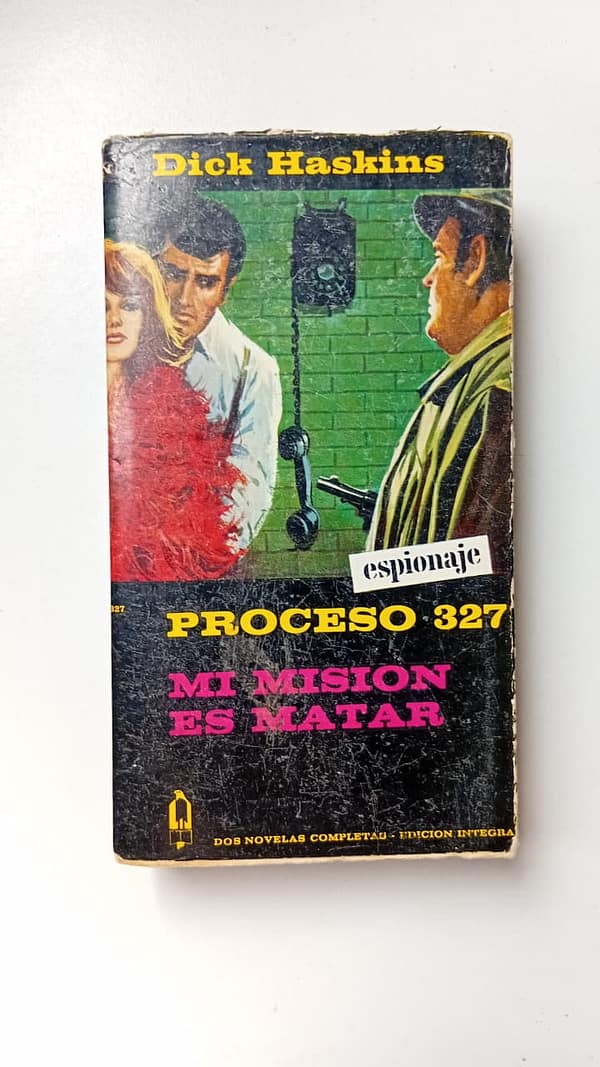 Dick Haskins
espionaje
327
PROCESO 327
MI MISION
ES MATAR
DOS NOVELAS COMPLETAS - EDICION INTEGRA